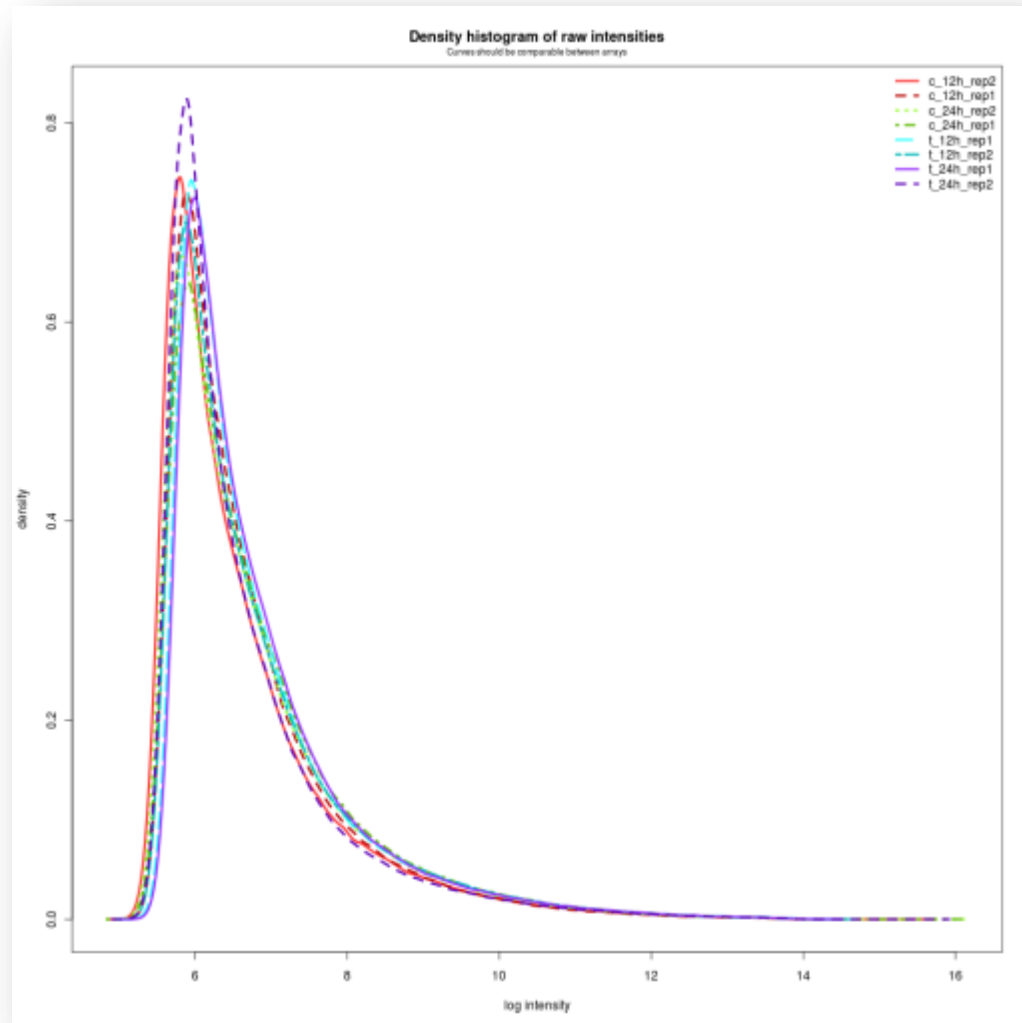 Density histogram of raw intensities
Curves should be comparable between arrays
c_12h_rep2
c_12h_rep1
c_24h_rep2
c_24h_rep1
t_12h_rep1
t_12h_rep2
t_24h_rep1
t_24h_rep2
0.8
0.6
0.4
0.2
0.0
density
6 8 10 12 14 16
log intensity